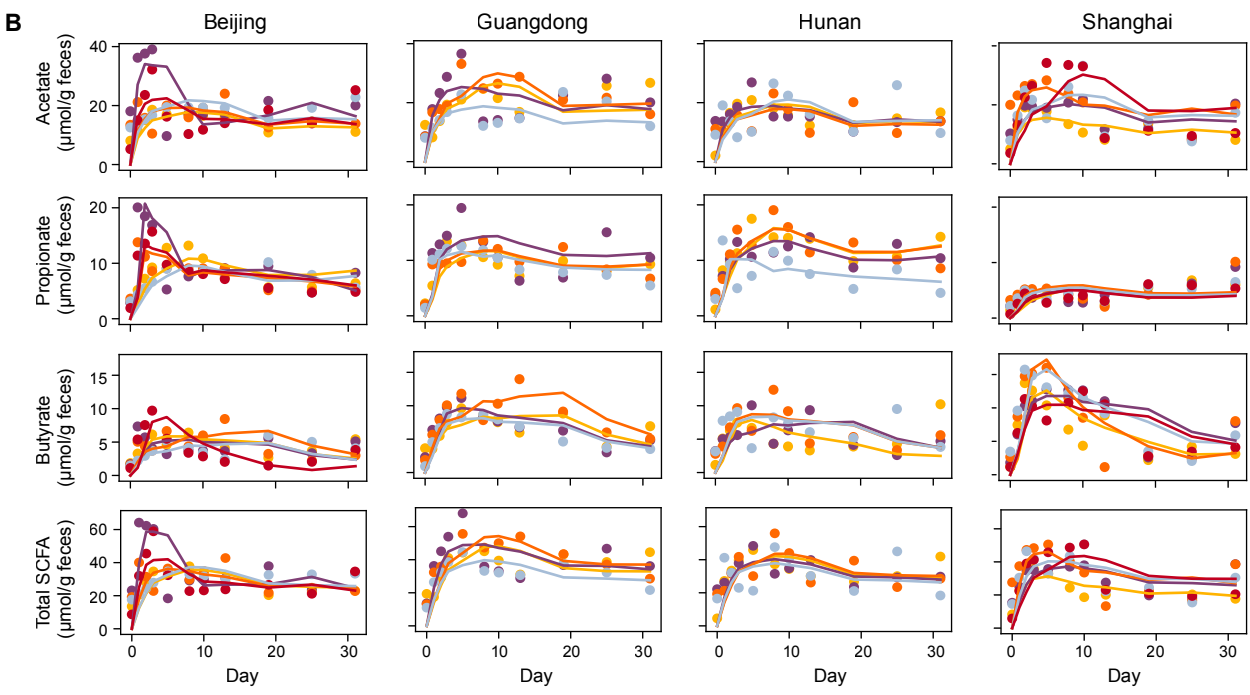 B
Beijing
Guangdong
Hunan
Shanghai
Acetate
(μmol/g feces)
40
20
0
Propionate
(μmol/g feces)
20
10
0
Butyrate
(μmol/g feces)
15
10
5
0
Total SCFA
(μmol/g feces)
60
40
20
0
0 10 20 30
0 10 20 30
0 10 20 30
0 10 20 30
Day
Day
Day
Day